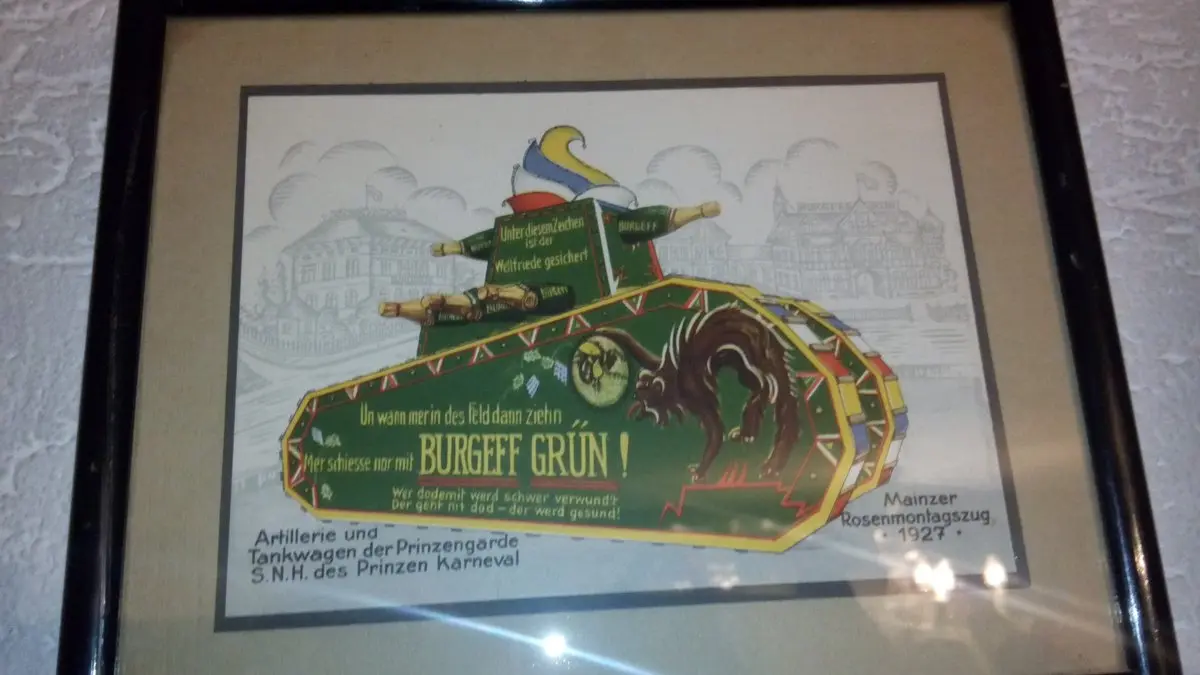 Unter diesem Zeichen
ist der
Weltfriede gesichert
BURGEFF
BURGEFF
Un wann mer in des Feld dann ziehn
Mer schiesse nor mit BURGEFF GRÜN!
Wer dodemit werd schwer verwundt
Der geht nit dod – der werd gesund!
Artillerie und
Tankwagen der Prinzengarde
S.N.H. des Prinzen Karneval
Mainzer
Rosenmontagszug
· 1927 ·